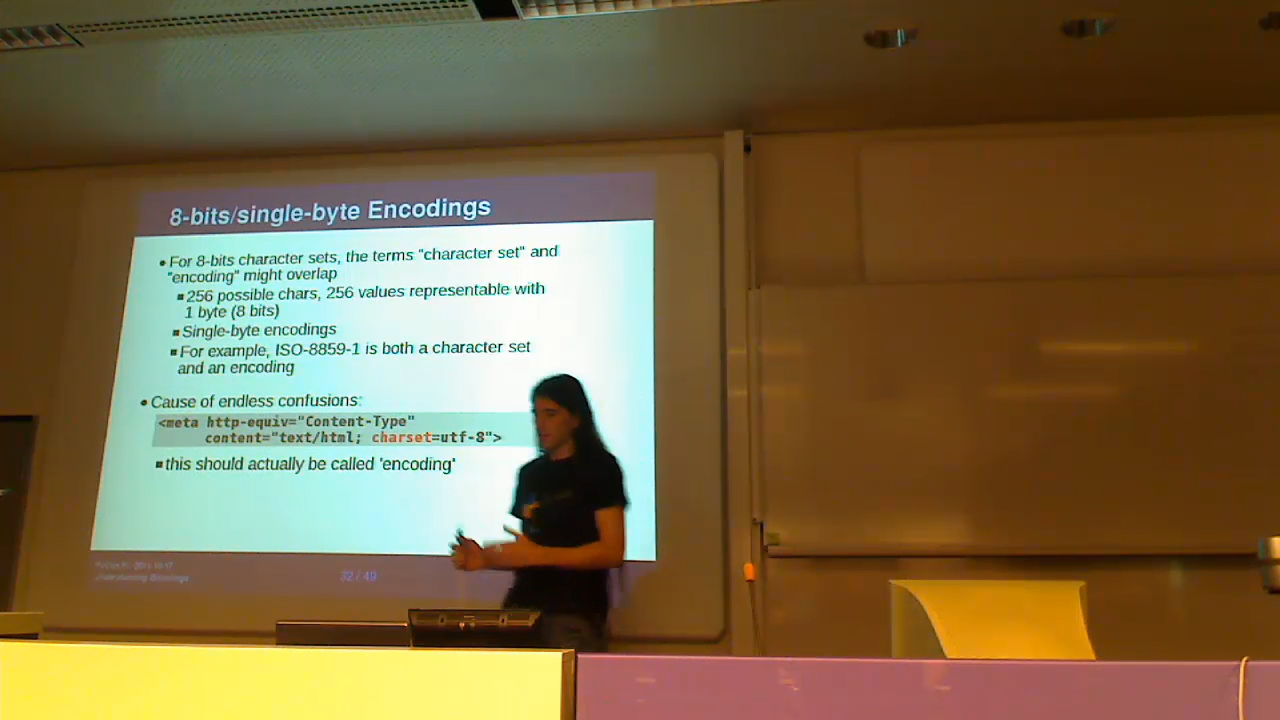 8-bits/single-byte Encodings
• For 8-bits character sets, the terms "character set" and
"encoding" might overlap
▪ 256 possible chars, 256 values representable with
1 byte (8 bits)
▪ Single-byte encodings
▪ For example, ISO-8859-1 is both a character set
and an encoding
• Cause of endless confusions:
<meta http-equiv="Content-Type"
content="text/html; charset=utf-8">
▪ this should actually be called 'encoding'
Understanding Encodings
32 / 49